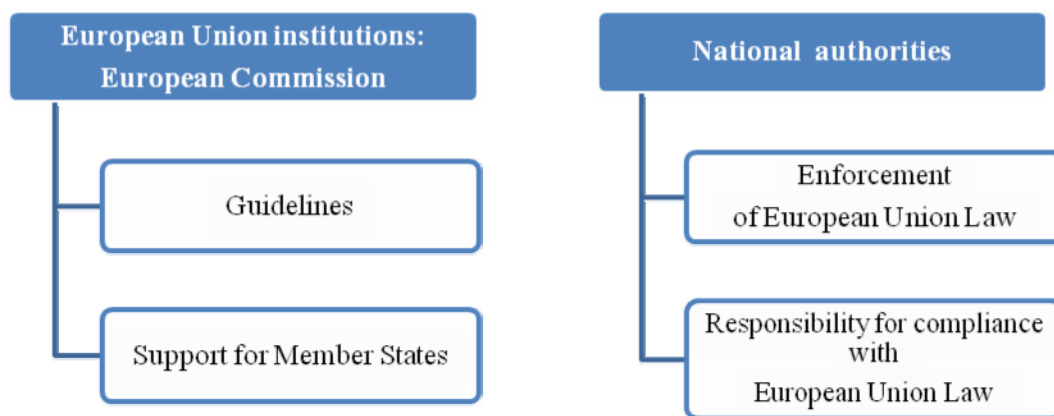 European Union institutions:
European Commission
Guidelines
Support for Member States
National authorities
Enforcement
of European Union Law
Responsibility for compliance
with
European Union Law